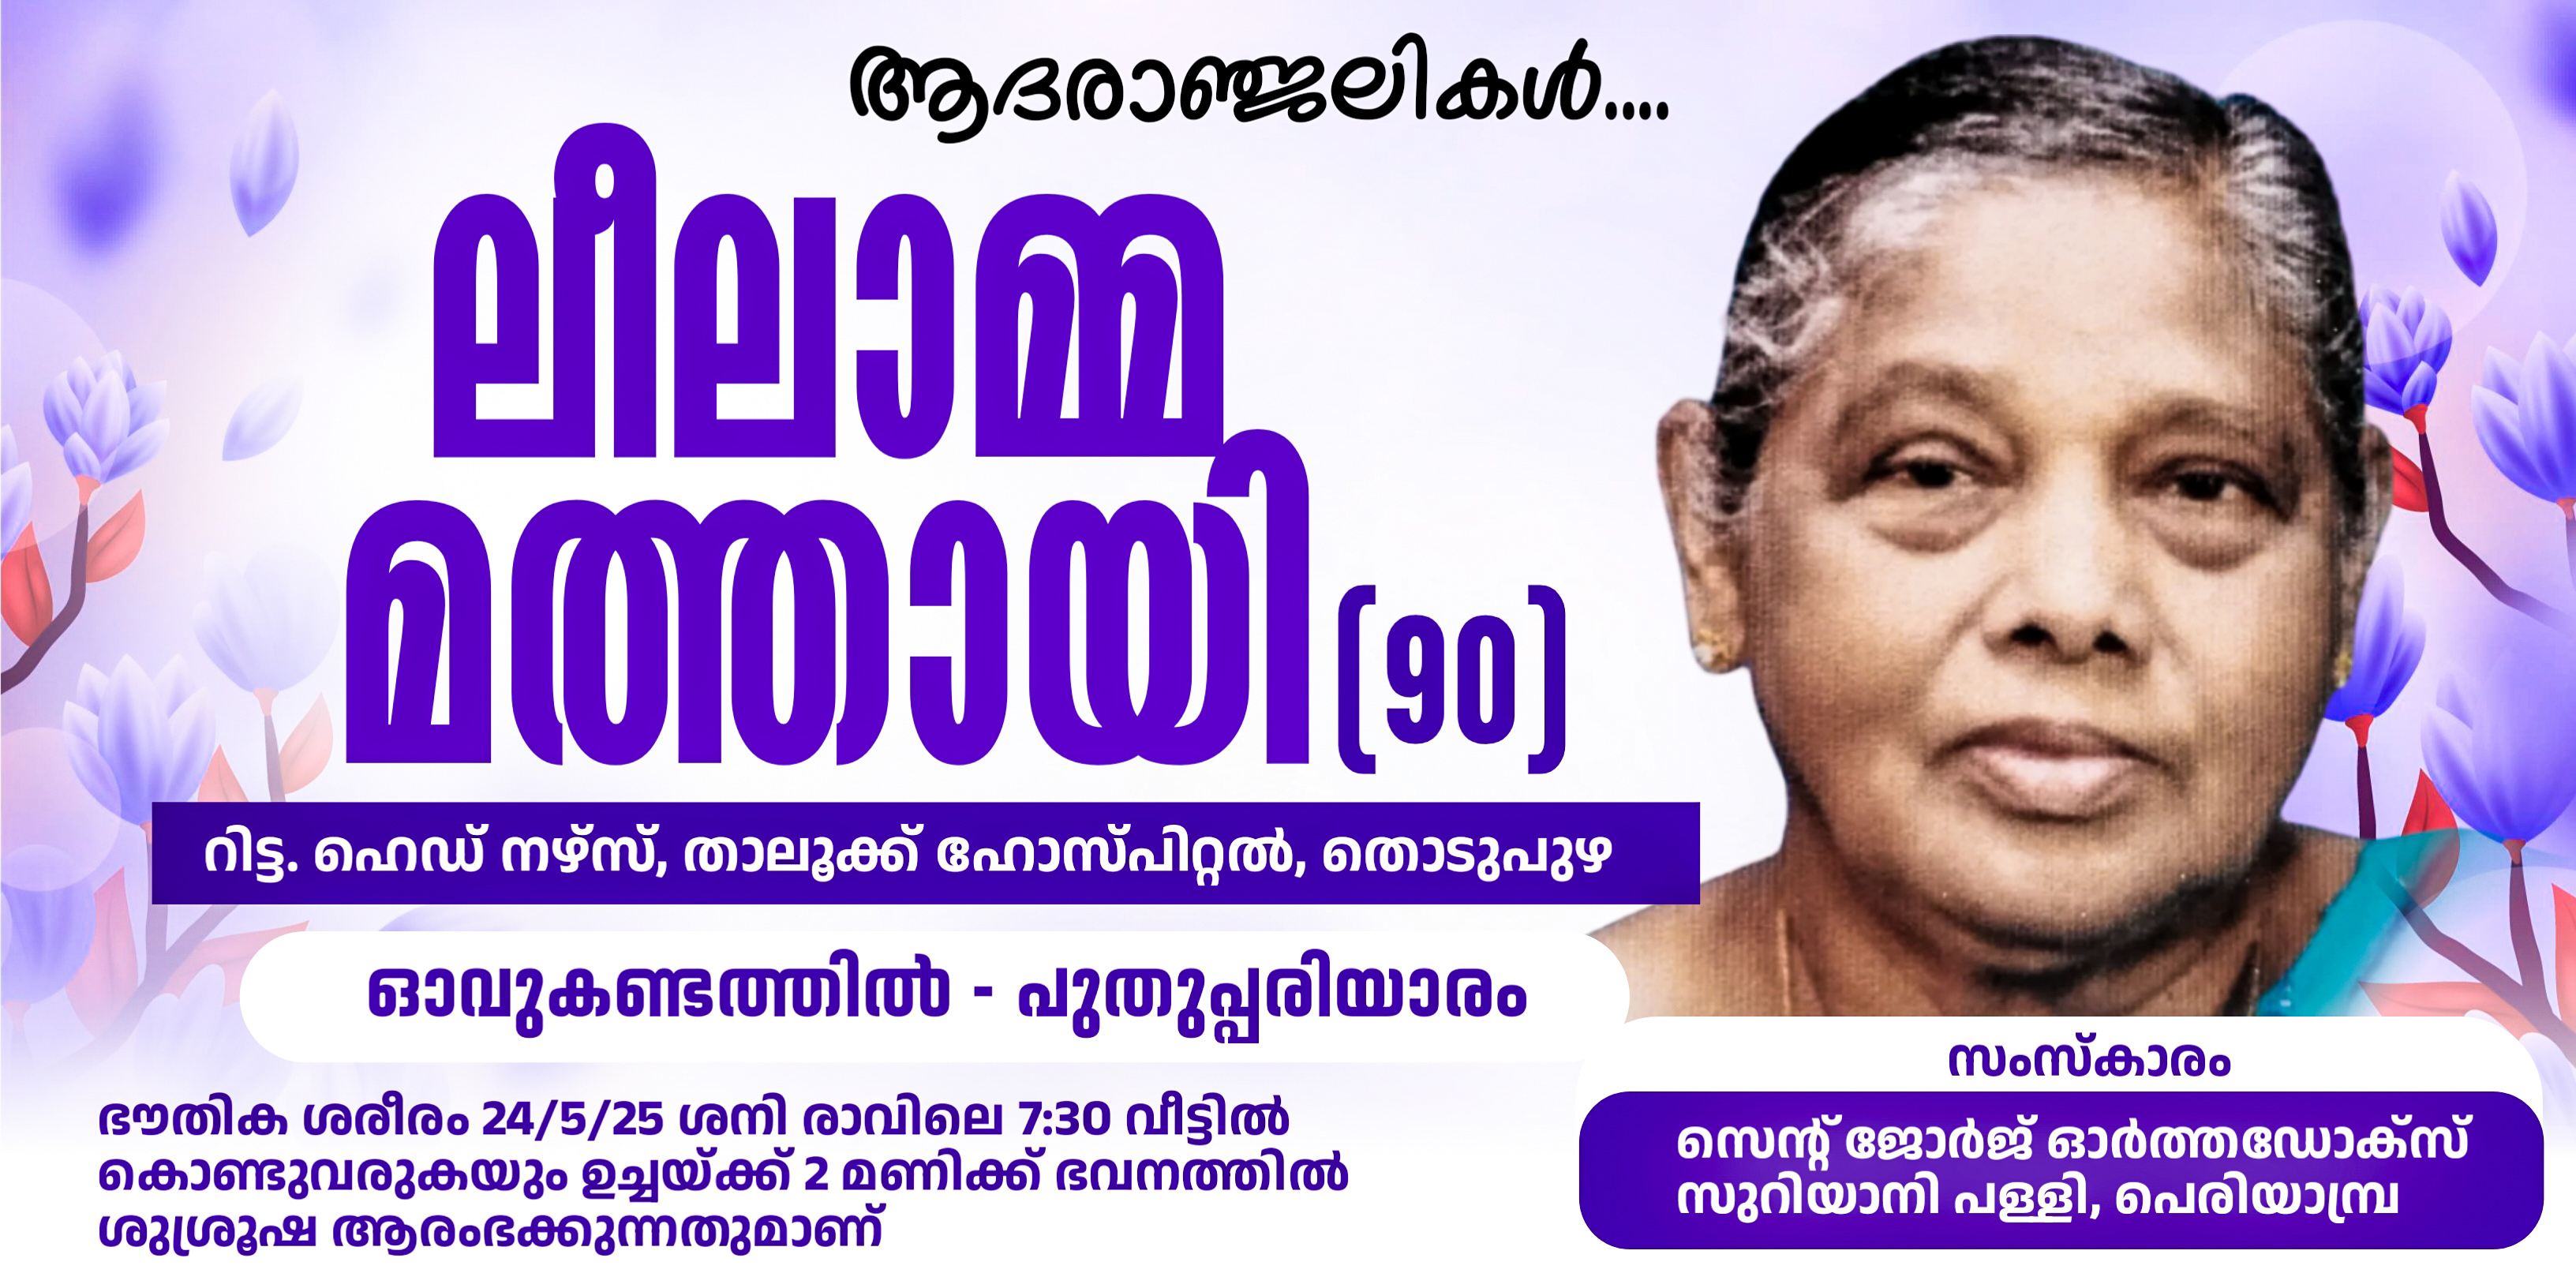 ആദരാഞ്ജലികൾ....
ലീലാമ്മ
മത്തായി (90)
റിട്ട. ഹെഡ് നഴ്സ്, താലൂക്ക് ഹോസ്പിറ്റൽ, തൊടുപുഴ
ഓവുകണ്ടത്തിൽ - പുതുപ്പരിയാരം
ഭൗതിക ശരീരം 24/5/25 ശനി രാവിലെ 7:30 വീട്ടിൽ
കൊണ്ടുവരുകയും ഉച്ചയ്ക്ക് 2 മണിക്ക് ഭവനത്തിൽ
ശുശ്രൂഷ ആരംഭക്കുന്നതുമാണ്
സംസ്കാരം
സെന്റ് ജോർജ് ഓർത്തഡോക്സ്
സുറിയാനി പള്ളി, പെരിയാമ്പ്ര